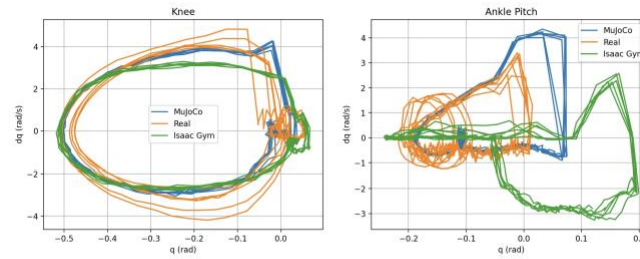 Knee
dq (rad/s)
4
2
0
−2
−4
MuJoCo
Real
Isaac Gym
−0.5
−0.4
−0.3
−0.2
−0.1
0.0
q (rad)
Ankle Pitch
dq (rad/s)
4
3
2
1
0
−1
−2
−3
MuJoCo
Real
Isaac Gym
−0.2
−0.1
0.0
0.1
q (rad)